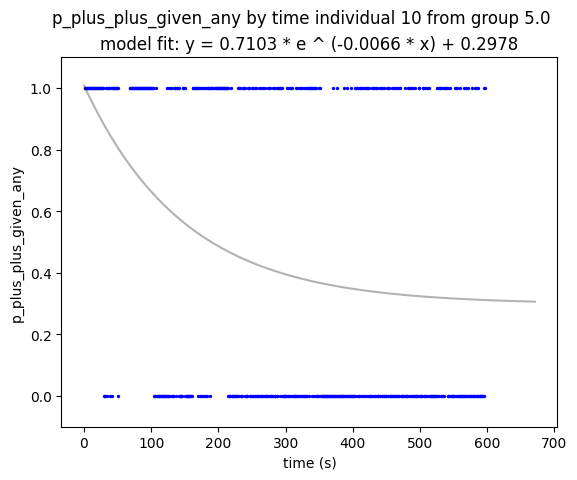 p_plus_plus_given_any by time individual 10 from group 5.0
model fit: y = 0.7103 * e ^ (-0.0066 * x) + 0.2978
1.0
0.8
0.6
0.4
0.2
0.0
p_plus_plus_given_any
0 100 200 300 400 500 600 700
time (s)